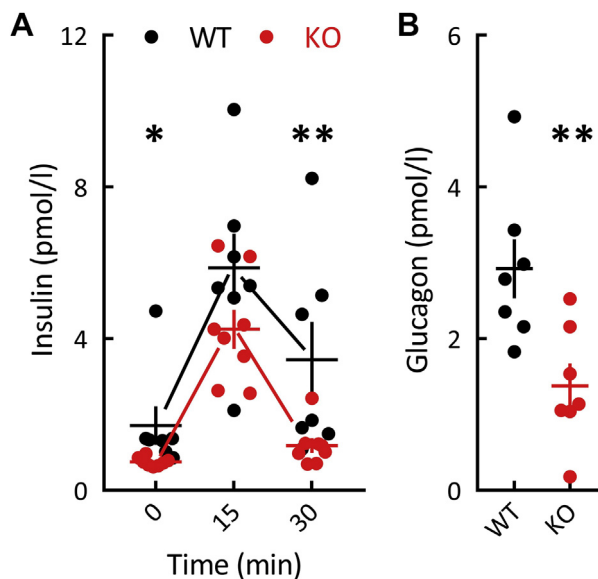 A
WT
KO
Insulin (pmol/l)
12
8
4
0
*
**
0
15
30
Time (min)
B
Glucagon (pmol/l)
6
4
2
0
**
WT
KO